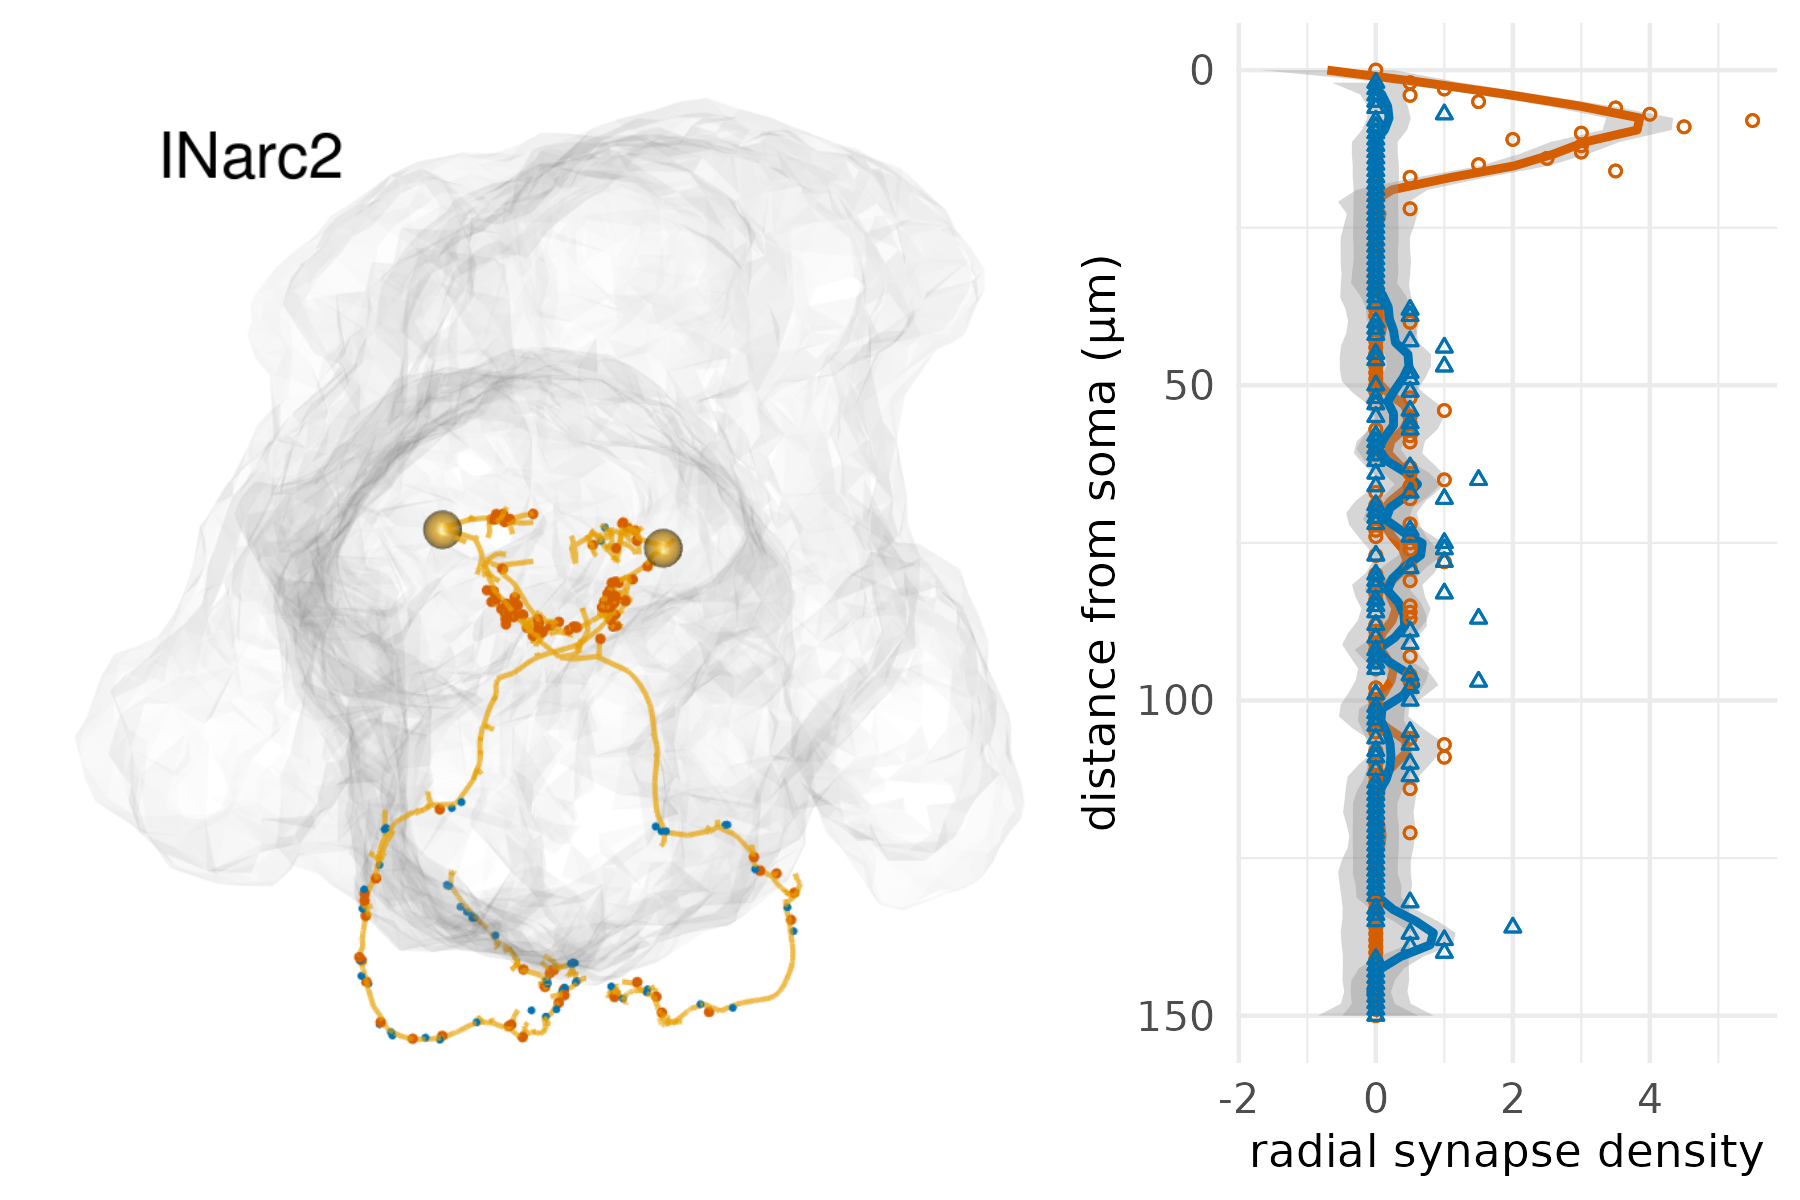 INarc2
0
50
100
150
distance from soma (μm)
-2 0 2 4
radial synapse density